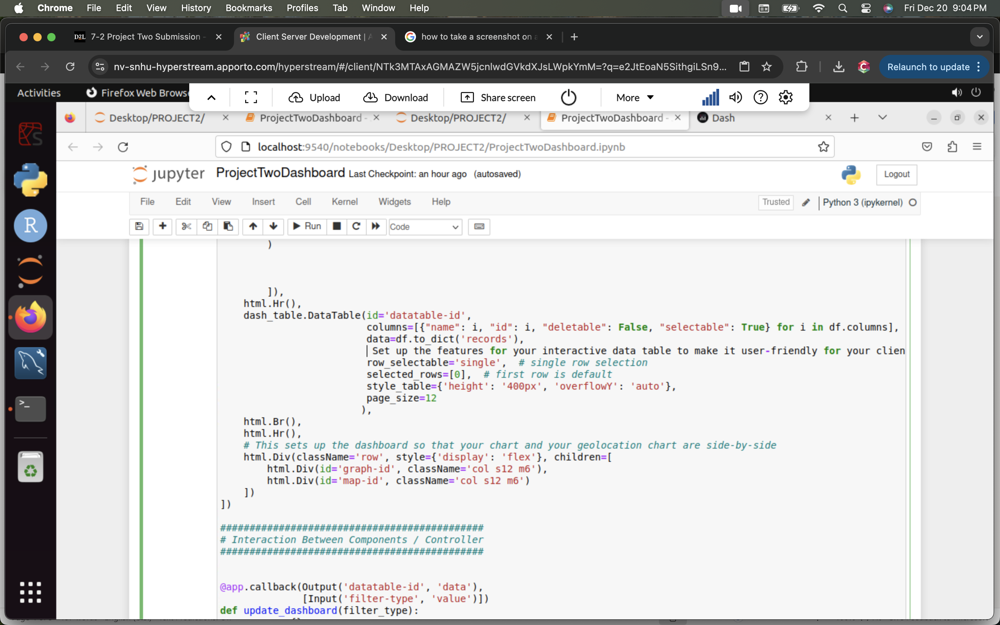 Chrome File Edit View History Bookmarks Profiles Tab Window Help Fri Dec 20 9:04 PM
D2L 7-2 Project Two Submission - Client Server Development | A how to take a screenshot on a
nv-snhu-hyperstream.apporto.com/hyperstream/#/client/NTk3MTAxAGMAZW5jcnlwdGVkdXJsLWpkYmM=?q=e2JtEoaN5SithgiLSn9... Relaunch to update
Activities Firefox Web Browse Upload Download Share screen More
Desktop/PROJECT2/ ProjectTwoDashboard - Desktop/PROJECT2/ ProjectTwoDashboard - Dash
localhost:9540/notebooks/Desktop/PROJECT2/ProjectTwoDashboard.ipynb
jupyter ProjectTwoDashboard Last Checkpoint: an hour ago (autosaved) Logout
File Edit View Insert Cell Kernel Widgets Help Trusted Python 3 (ipykernel)
Run Code
)
]),
html.Hr(),
dash_table.DataTable(id='datatable-id',
columns=[{"name": i, "id": i, "deletable": False, "selectable": True} for i in df.columns],
data=df.to_dict('records'),
Set up the features for your interactive data table to make it user-friendly for your clien
row_selectable='single', # single row selection
selected_rows=[0], # first row is default
style_table={'height': '400px', 'overflowY': 'auto'},
page_size=12
),
html.Br(),
html.Hr(),
# This sets up the dashboard so that your chart and your geolocation chart are side-by-side
html.Div(className='row', style={'display': 'flex'}, children=[
html.Div(id='graph-id', className='col s12 m6'),
html.Div(id='map-id', className='col s12 m6')
])
])
#############################################
# Interaction Between Components / Controller
#############################################
@app.callback(Output('datatable-id', 'data'),
[Input('filter-type', 'value')])
def update_dashboard(filter_type):